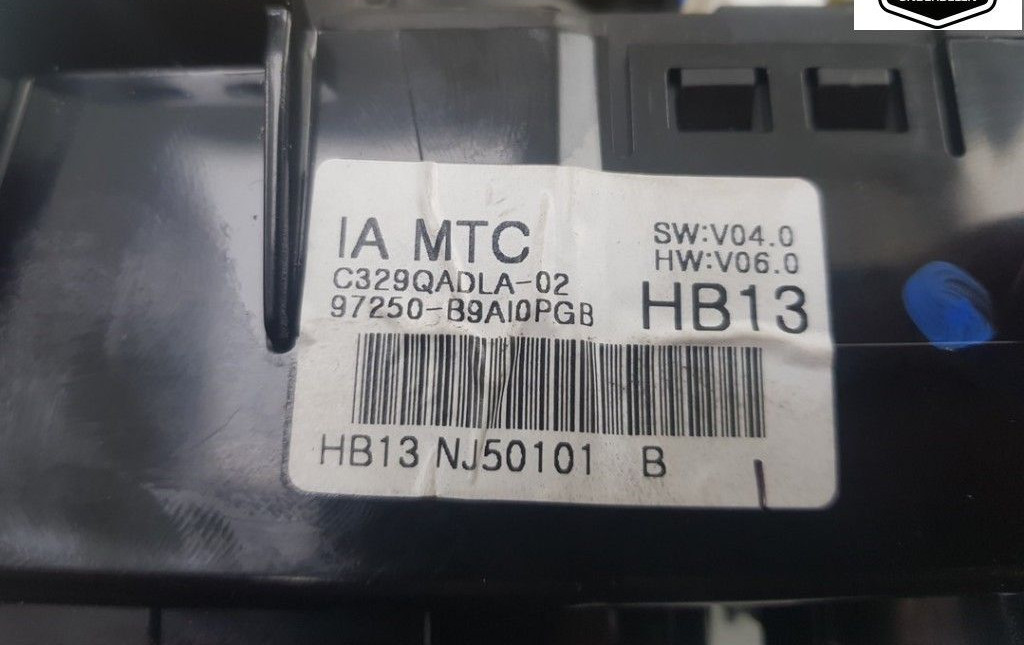 IA MTC
C329QADLA-02
97250-B9AI0PGB
SW:V04.0
HW:V06.0
HB13
HB13 NJ50101 B